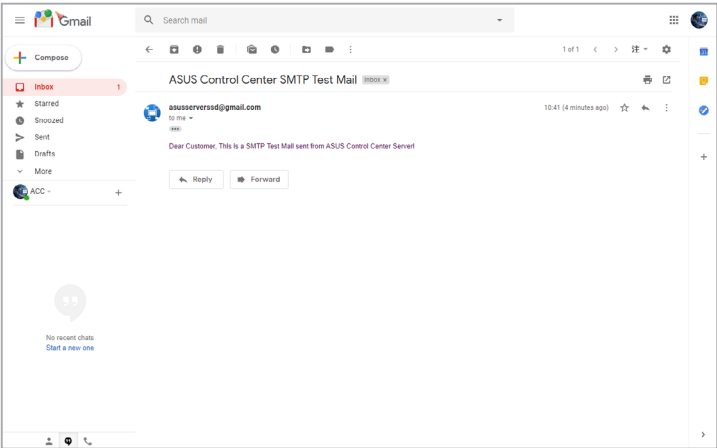 Gmail
Search mail
Compose
1 of 1
注
Inbox 1
Starred
Snoozed
Sent
Drafts
More
ACC
ASUS Control Center SMTP Test Mail Inbox x
asusserverssd@gmail.com 10:41 (4 minutes ago)
to me
Dear Customer, This is a SMTP Test Mail sent from ASUS Control Center Server!
Reply Forward
No recent chats
Start a new one